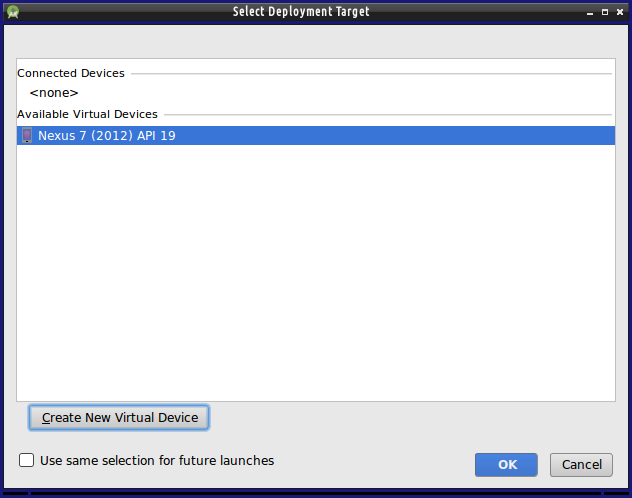 Select Deployment Target
Connected Devices
<none>
Available Virtual Devices
Nexus 7 (2012) API 19
Create New Virtual Device
Use same selection for future launches
OK
Cancel